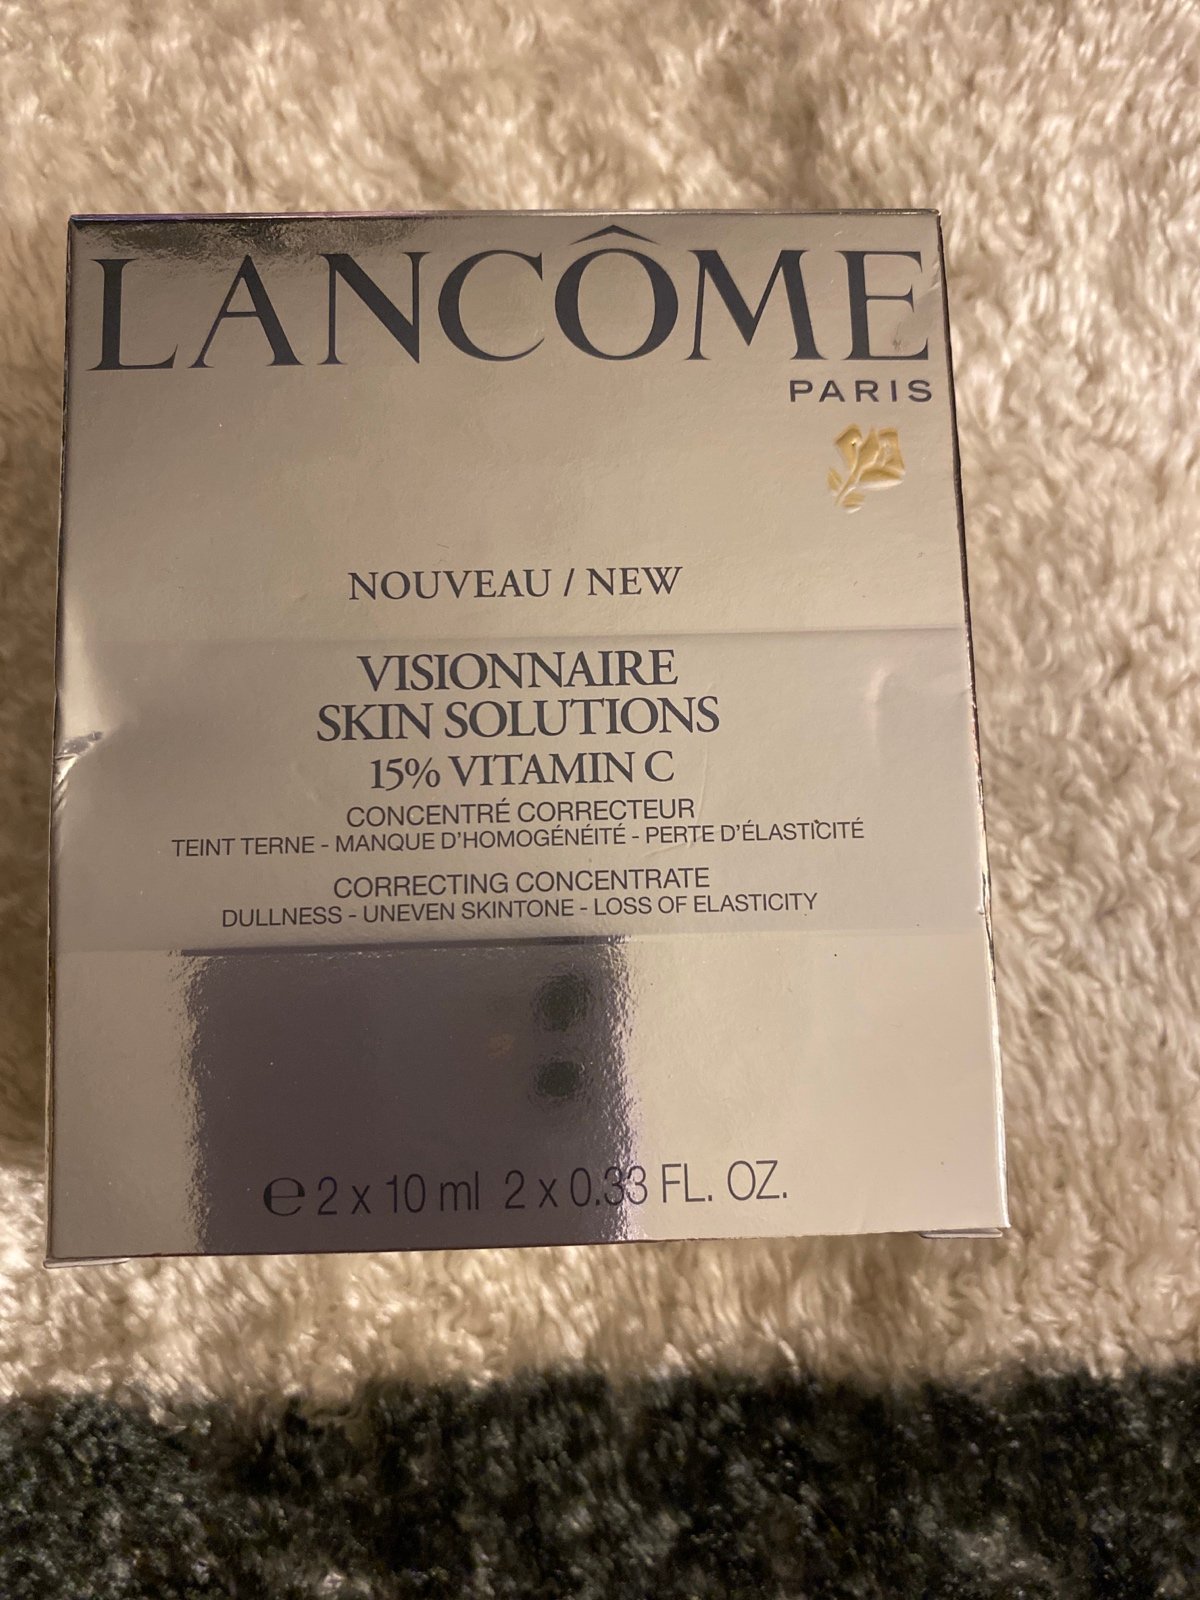 LANCÔME
PARIS
NOUVEAU / NEW
VISIONNAIRE
SKIN SOLUTIONS
15% VITAMIN C
CONCENTRÉ CORRECTEUR
TEINT TERNE - MANQUE D'HOMOGÉNÉITÉ - PERTE D'ÉLASTICITÉ
CORRECTING CONCENTRATE
DULLNESS - UNEVEN SKINTONE - LOSS OF ELASTICITY
℮ 2 x 10 ml 2 x 0.33 FL. OZ.